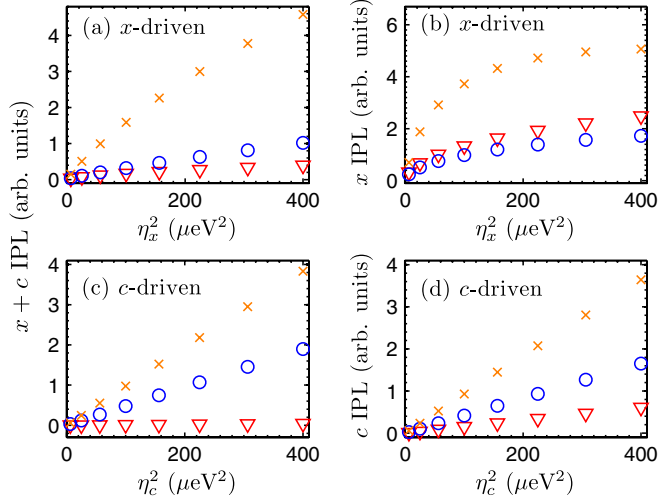 (a) x-driven
x + c IPL (arb. units)
0
1
2
3
4
0
200
400
η_x^2 (μeV^2)
(b) x-driven
x IPL (arb. units)
0
2
4
6
0
200
400
η_x^2 (μeV^2)
(c) c-driven
0
1
2
3
4
0
200
400
η_c^2 (μeV^2)
(d) c-driven
c IPL (arb. units)
0
1
2
3
4
0
200
400
η_c^2 (μeV^2)